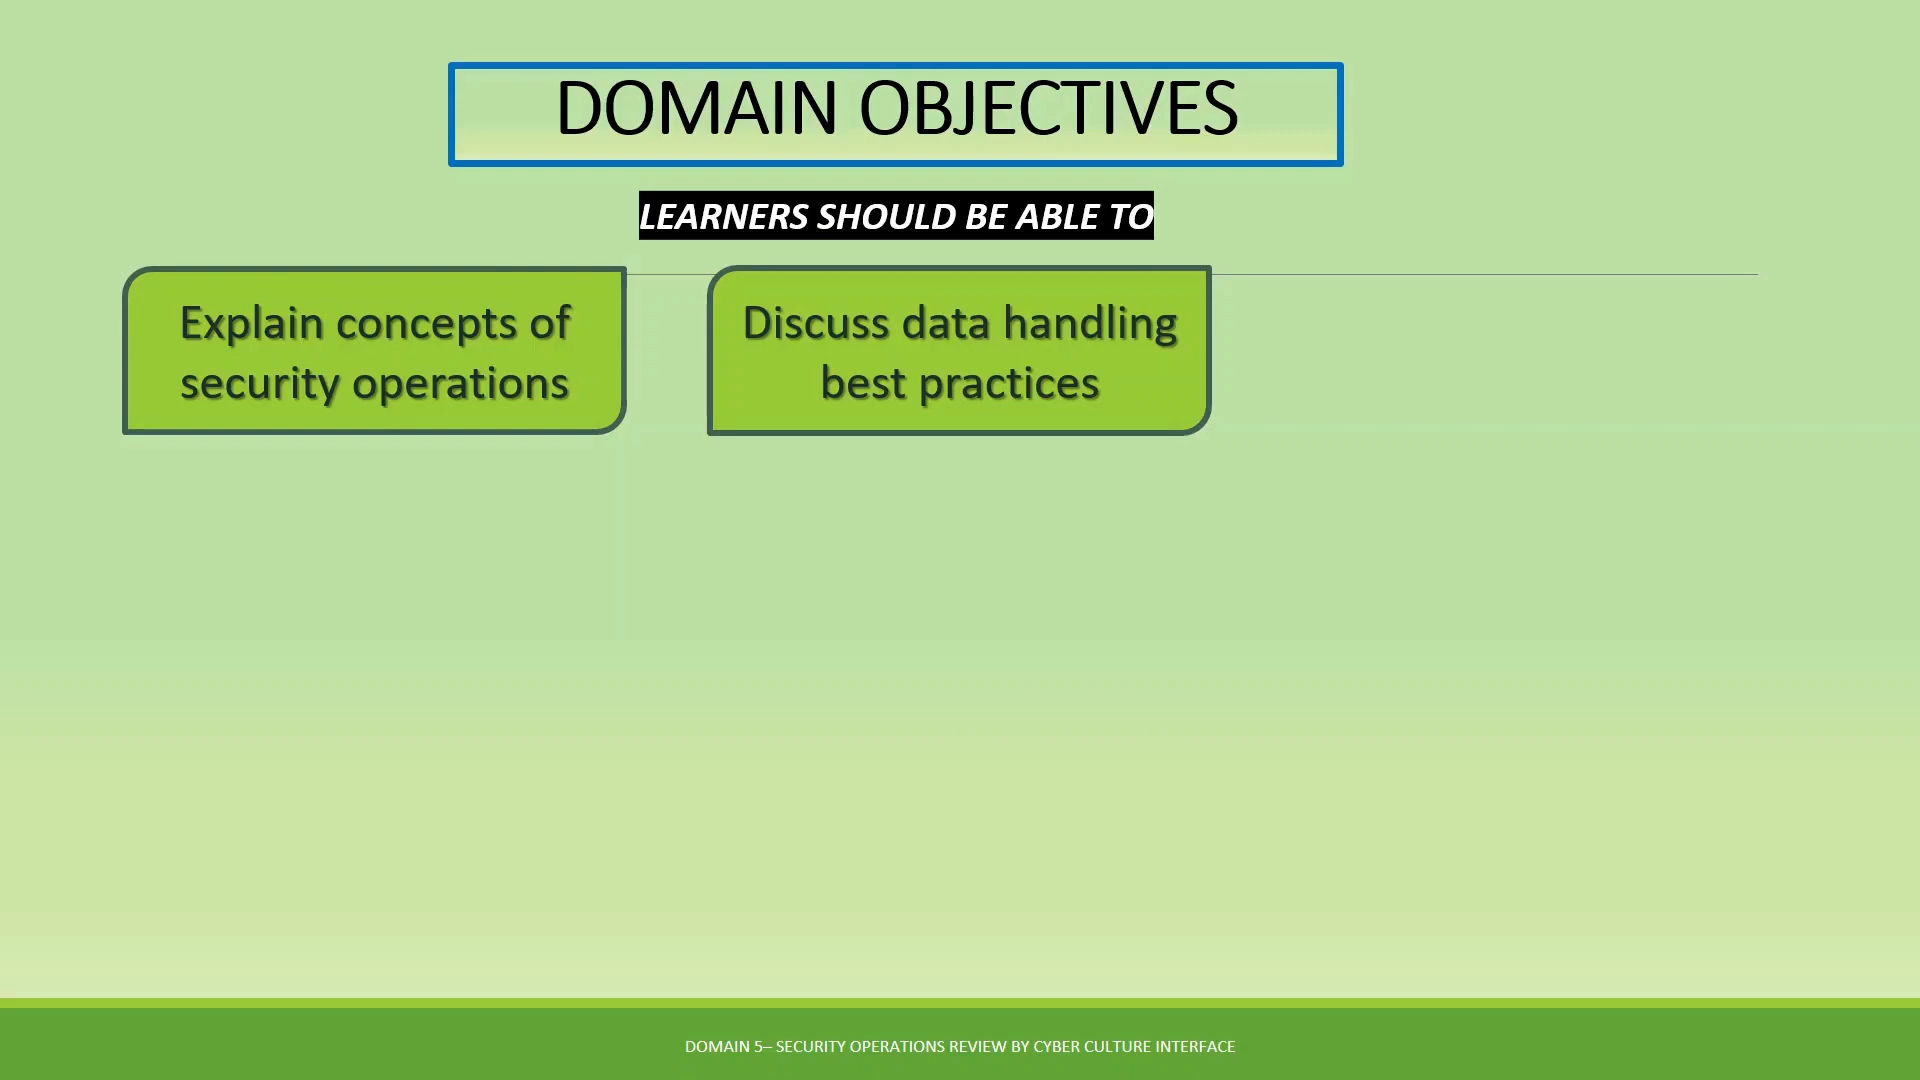 DOMAIN OBJECTIVES
LEARNERS SHOULD BE ABLE TO
Explain concepts of
security operations
Discuss data handling
best practices
DOMAIN 5– SECURITY OPERATIONS REVIEW BY CYBER CULTURE INTERFACE